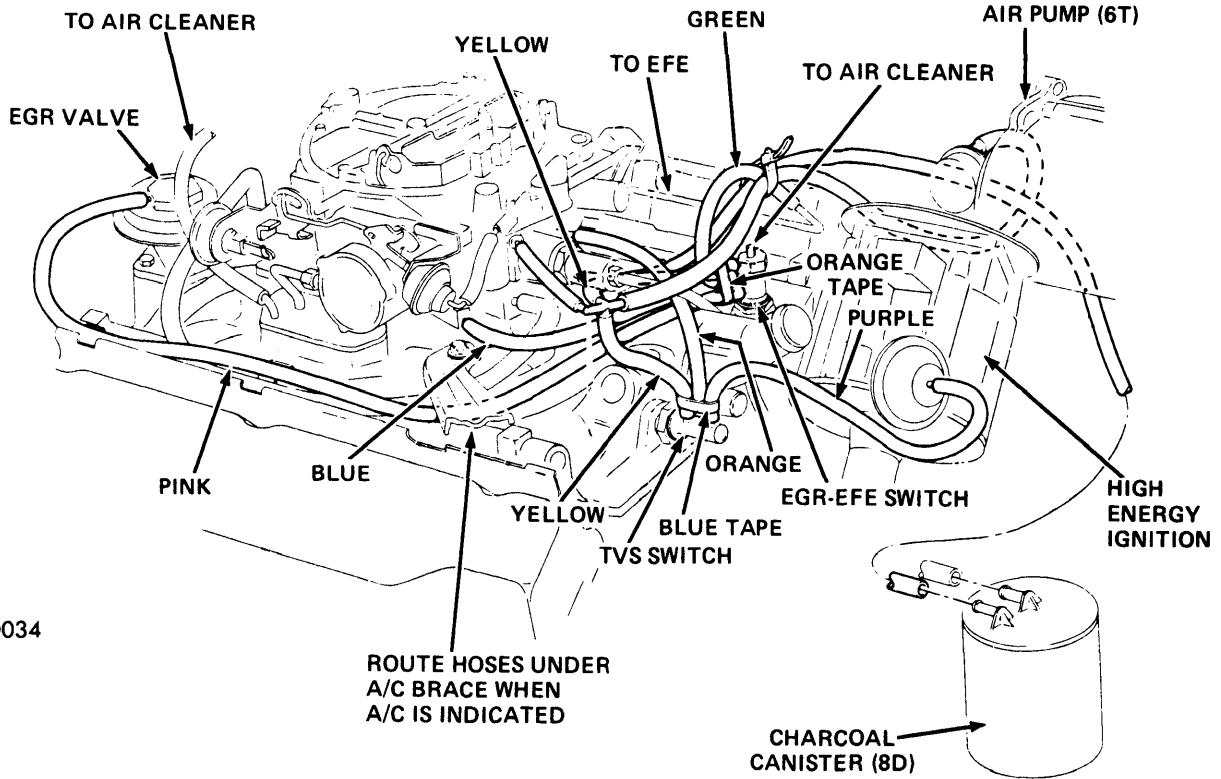 TO AIR CLEANER
YELLOW
GREEN
AIR PUMP (6T)
TO EFE
TO AIR CLEANER
EGR VALVE
ORANGE
TAPE
PURPLE
PINK
BLUE
YELLOW
BLUE TAPE
TVS SWITCH
ORANGE
EGR-EFE SWITCH
HIGH
ENERGY
IGNITION
034
ROUTE HOSES UNDER
A/C BRACE WHEN
A/C IS INDICATED
CHARCOAL
CANISTER (8D)